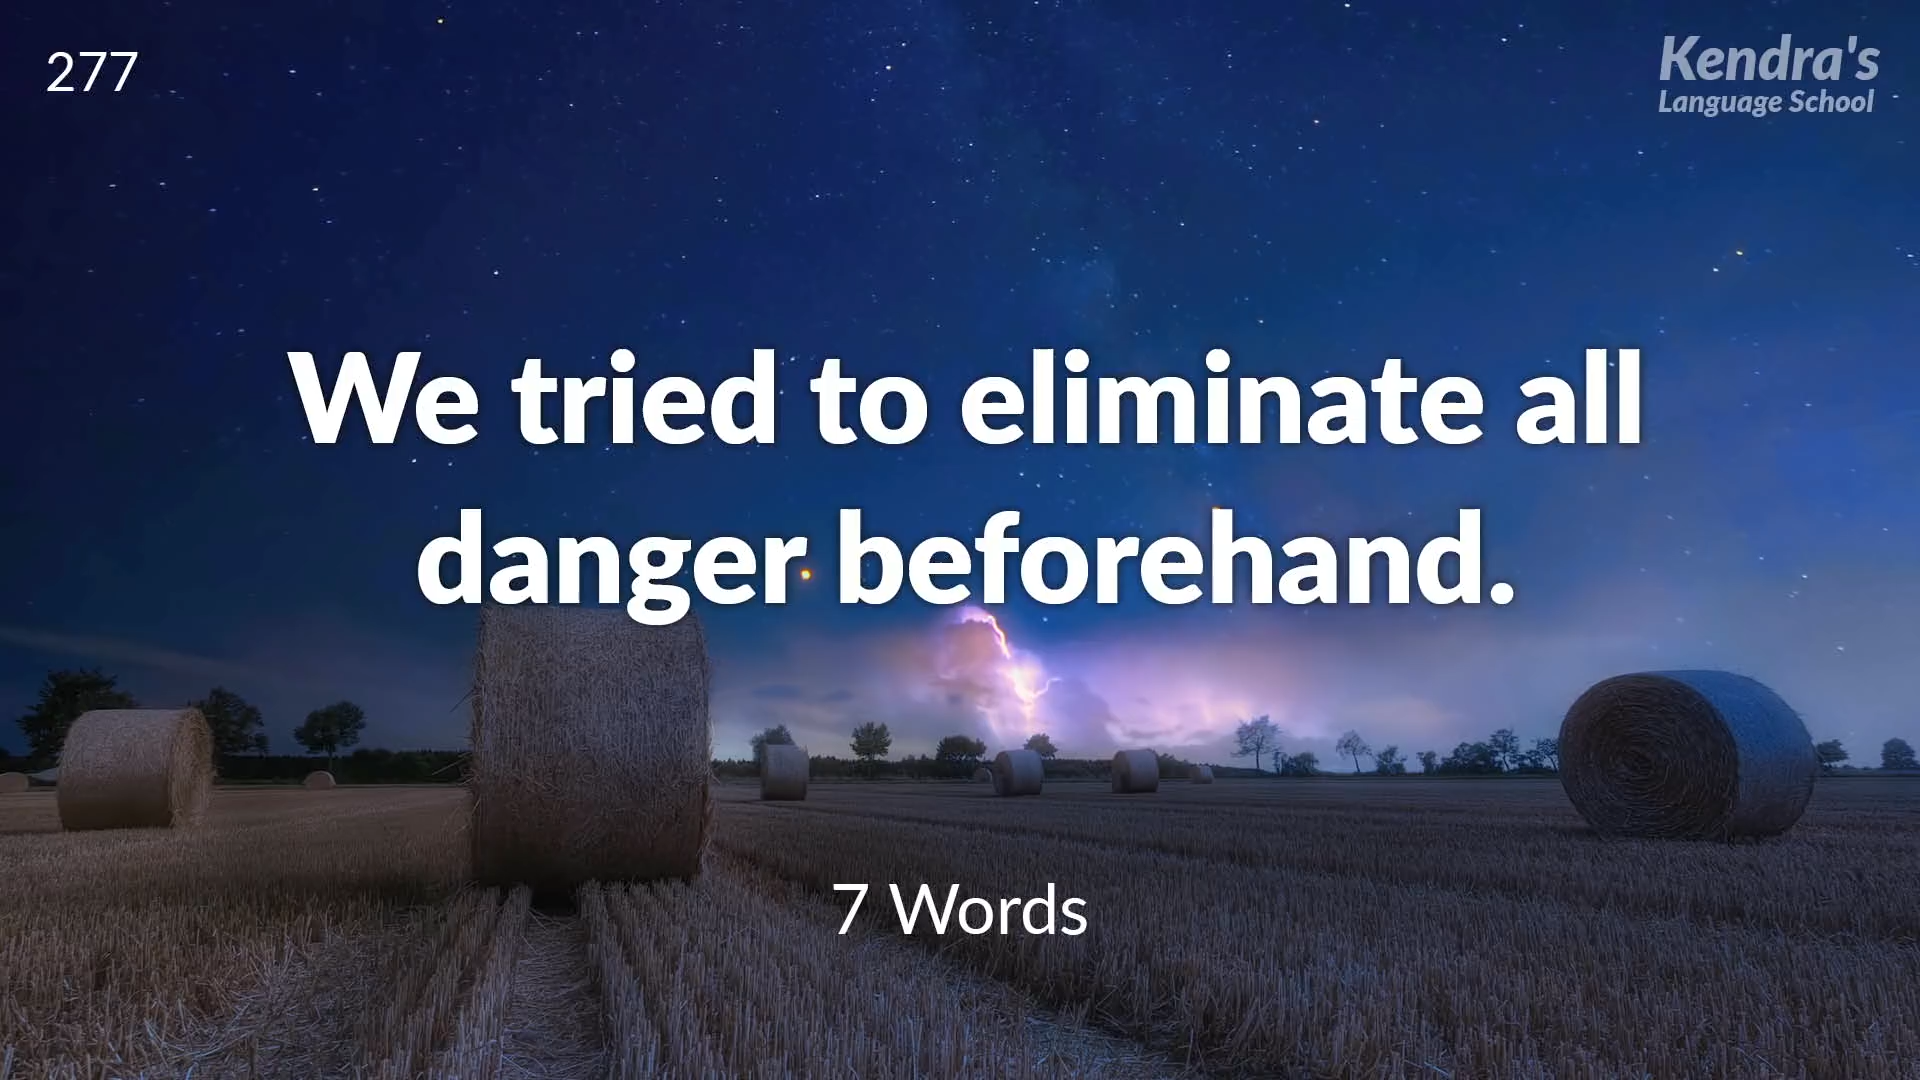 277
Kendra's
Language School
We tried to eliminate all
danger beforehand.
7 Words